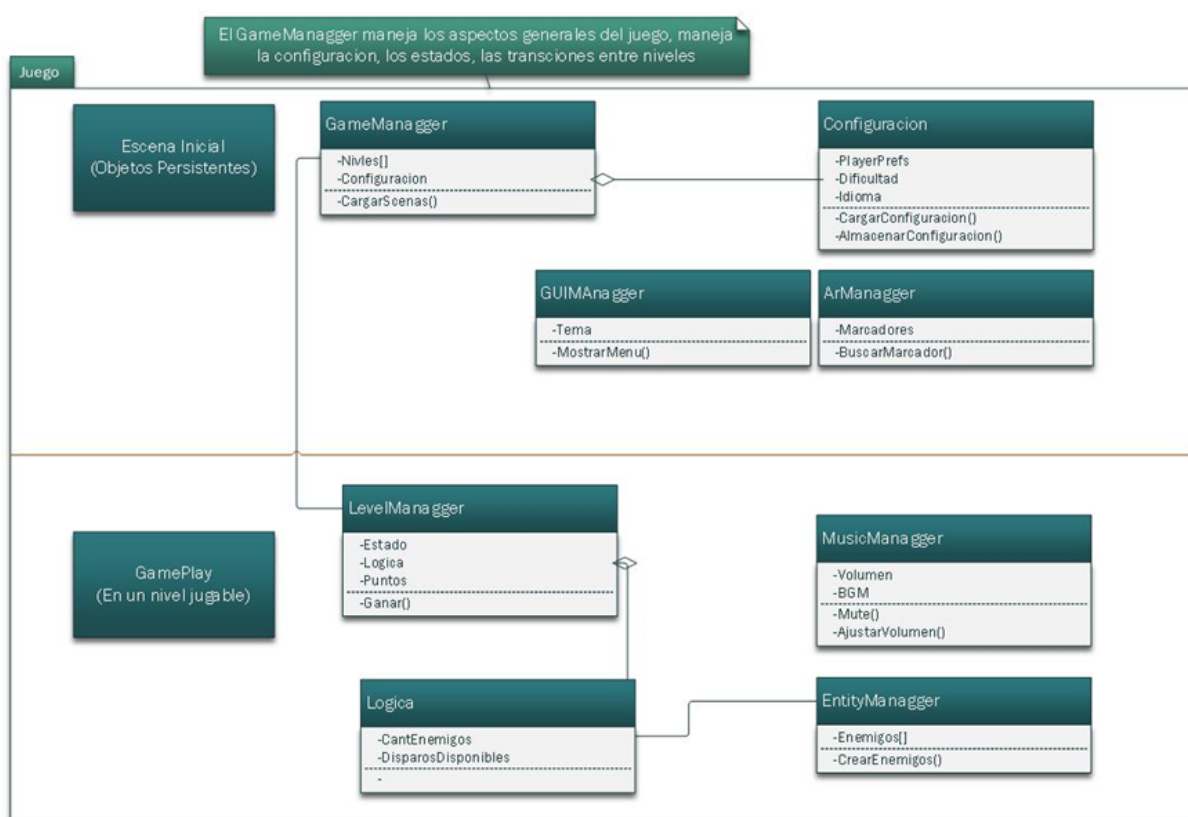 El GameManagger maneja los aspectos generales del juego, maneja
la configuracion, los estados, las transciones entre niveles
Juego
Escena Inicial
(Objetos Persistentes)
GameManagger
-Nivles[]
-Configuracion
-CargarScenas()
Configuracion
-PlayerPrefs
-Dificultad
-Idioma
-CargarConfiguracion()
-AlmacenarConfiguracion()
GUIMAnagger
-Tema
-MostrarMenu()
ArManagger
-Marcadores
-BuscarMarcador()
GamePlay
(En un nivel jugable)
LevelManagger
-Estado
-Logica
-Puntos
-Ganar()
MusicManagger
-Volumen
-BGM
-Mute()
-AjustarVolumen()
Logica
-CantEnemigos
-DisparosDisponibles
-
EntityManagger
-Enemigos[]
-CrearEnemigos()